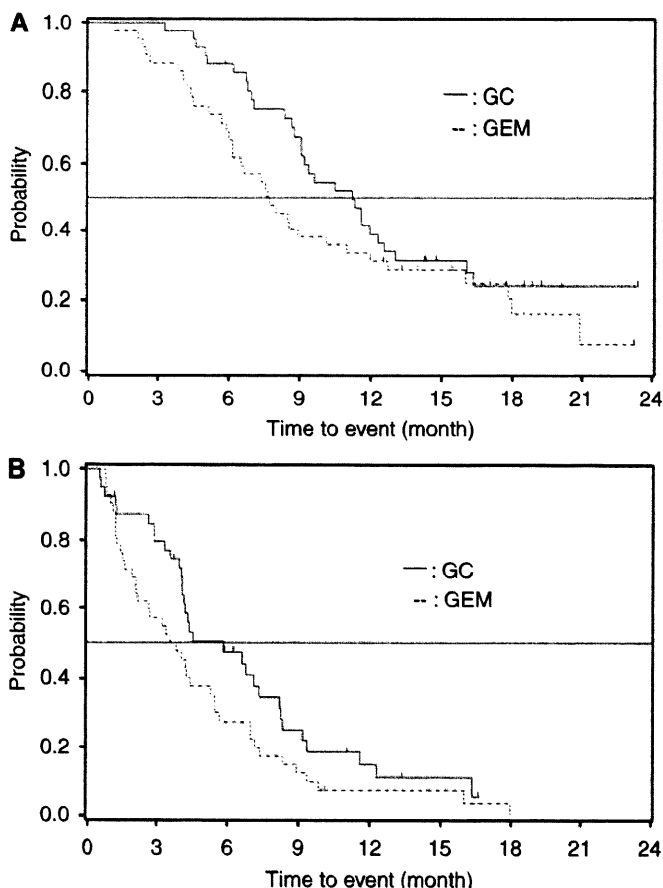 A
1.0
0.8
0.6
0.4
0.2
0.0
Probability
— : GC
--- : GEM
0 3 6 9 12 15 18 21 24
Time to event (month)
B
1.0
0.8
0.6
0.4
0.2
0.0
Probability
— : GC
-- : GEM
0 3 6 9 12 15 18 21 24
Time to event (month)